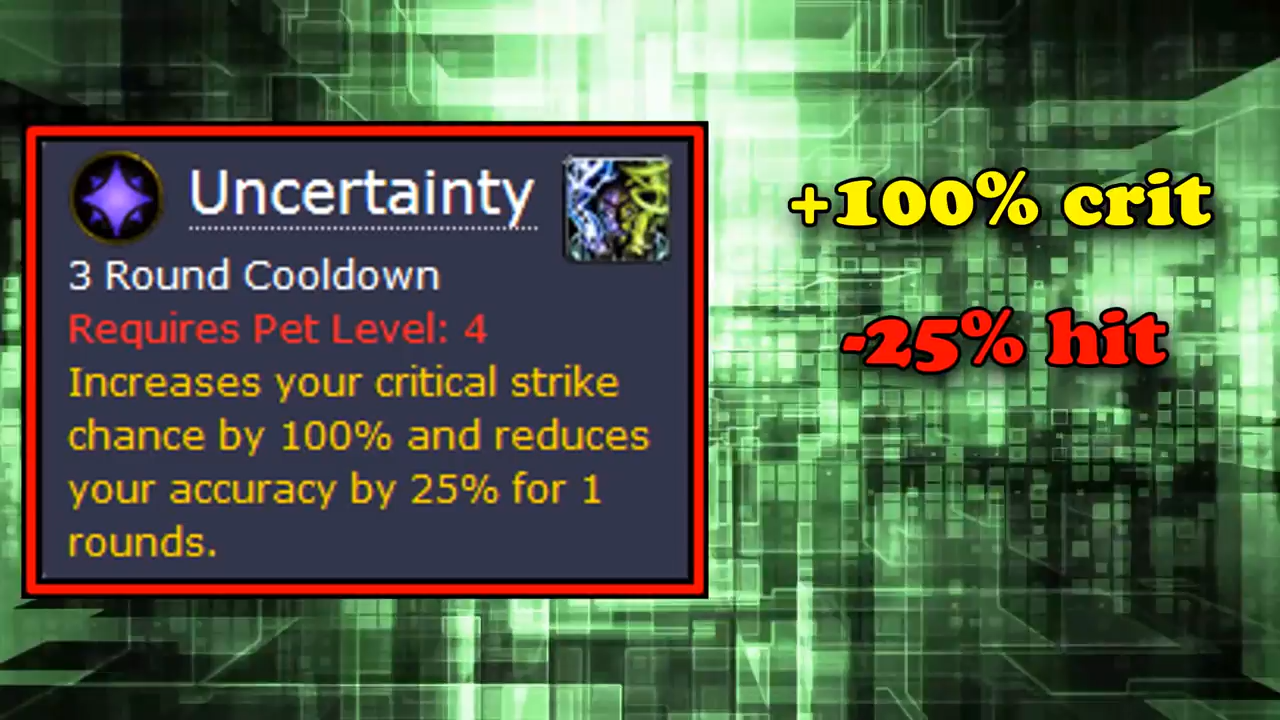 Uncertainty
3 Round Cooldown
Requires Pet Level: 4
Increases your critical strike
chance by 100% and reduces
your accuracy by 25% for 1
rounds.
+100% crit
-25% hit